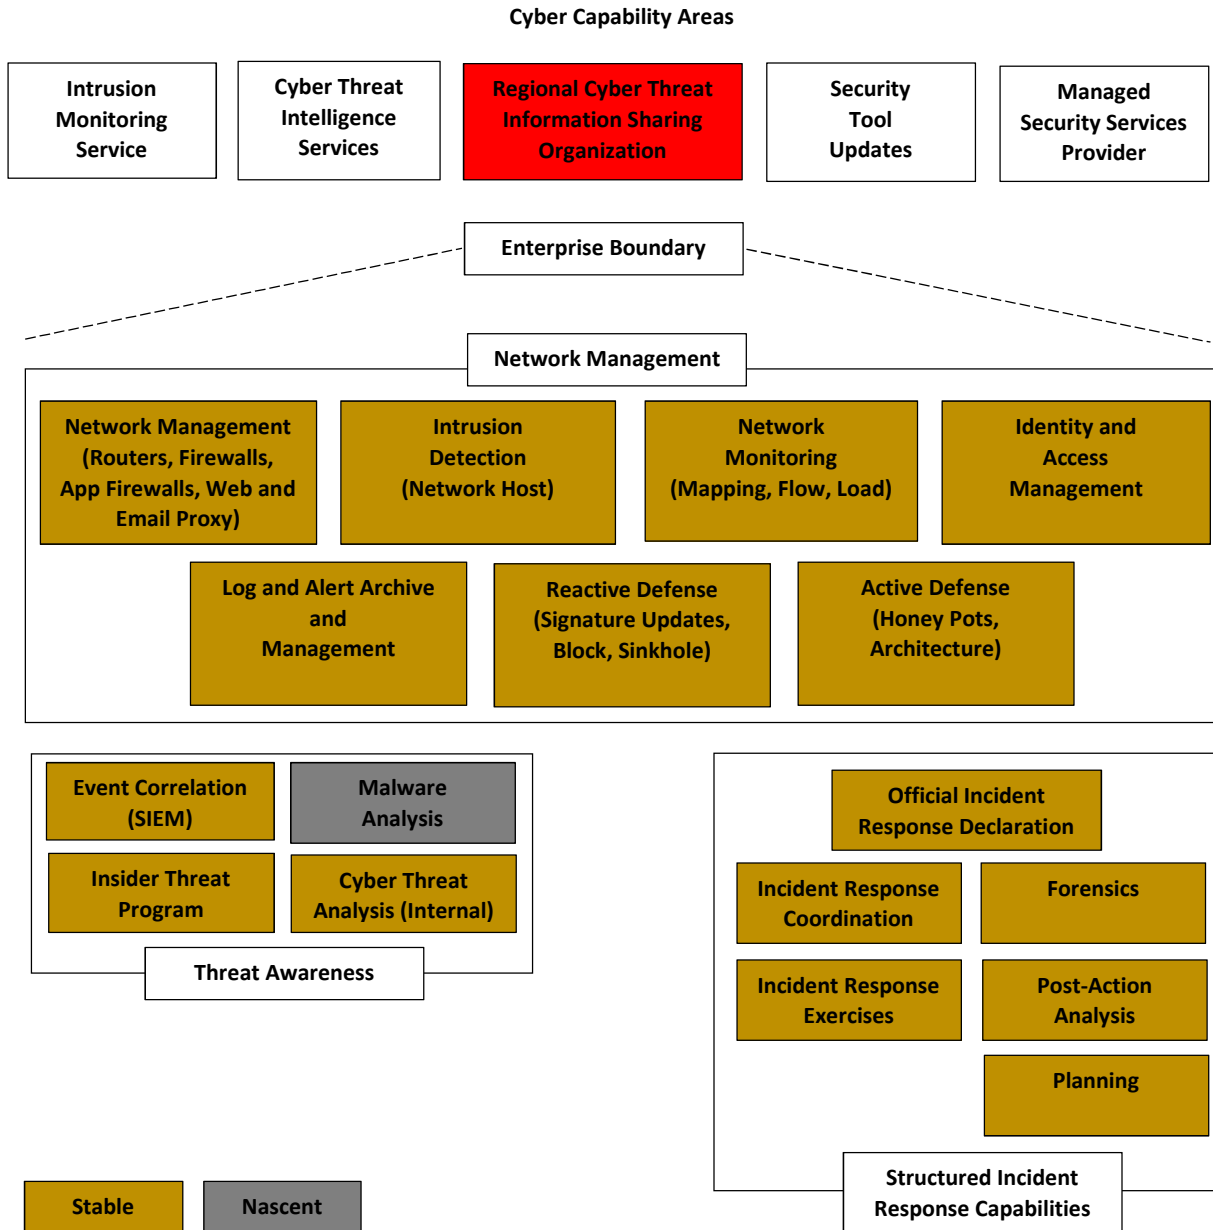 Cyber Capability Areas
Intrusion
Monitoring
Service
Cyber Threat
Intelligence
Services
Regional Cyber Threat
Information Sharing
Organization
Security
Tool
Updates
Managed
Security Services
Provider
Enterprise Boundary
Network Management
Network Management
(Routers, Firewalls,
App Firewalls, Web and
Email Proxy)
Intrusion
Detection
(Network Host)
Network
Monitoring
(Mapping, Flow, Load)
Identity and
Access
Management
Log and Alert Archive
and
Management
Reactive Defense
(Signature Updates,
Block, Sinkhole)
Active Defense
(Honey Pots,
Architecture)
Event Correlation
(SIEM)
Malware
Analysis
Insider Threat
Program
Cyber Threat
Analysis (Internal)
Threat Awareness
Official Incident
Response Declaration
Incident Response
Coordination
Forensics
Incident Response
Exercises
Post-Action
Analysis
Planning
Structured Incident
Response Capabilities
Stable
Nascent